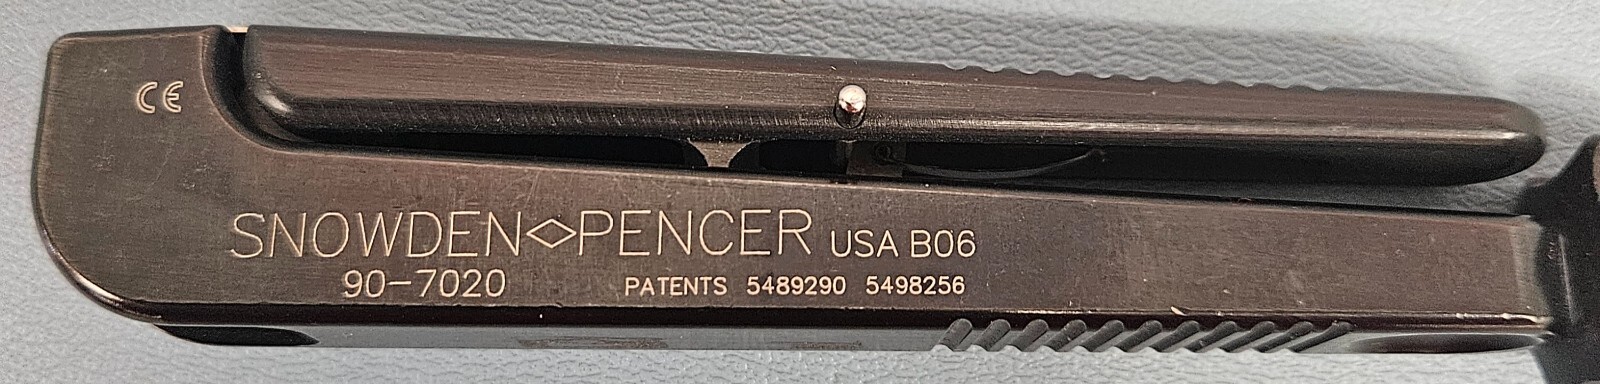 CE
SNOWDEN<>PENCER USA B06
90-7020 PATENTS 5489290 5498256